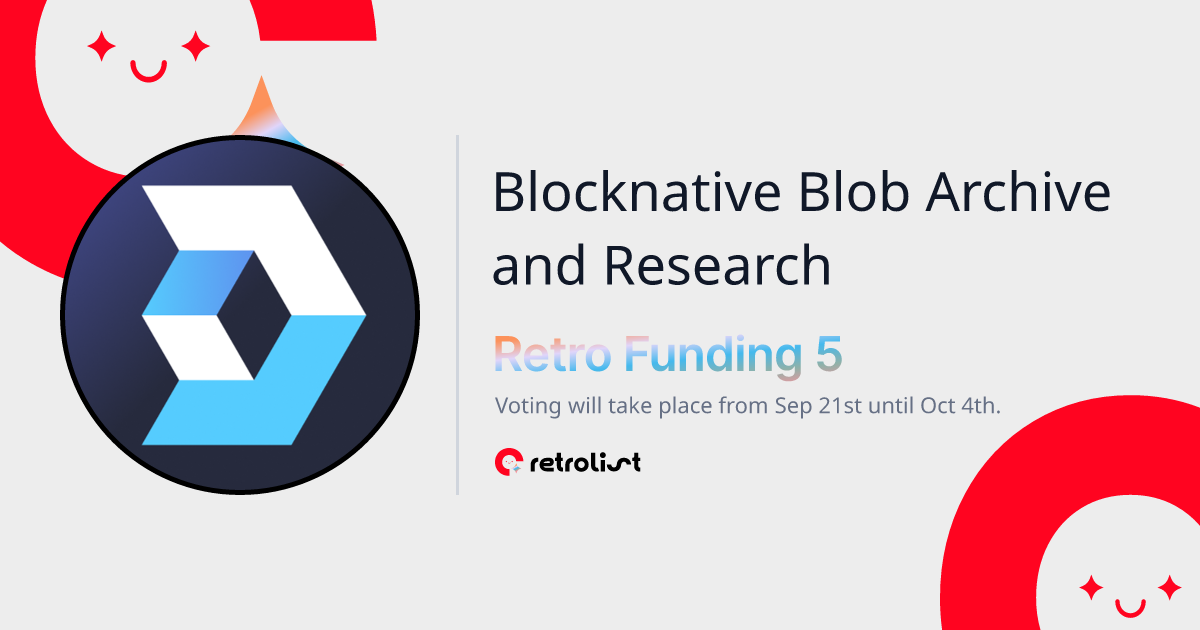 Blocknative Blob Archive
and Research
Retro Funding 5
Voting will take place from Sep 21st until Oct 4th.
retrolist